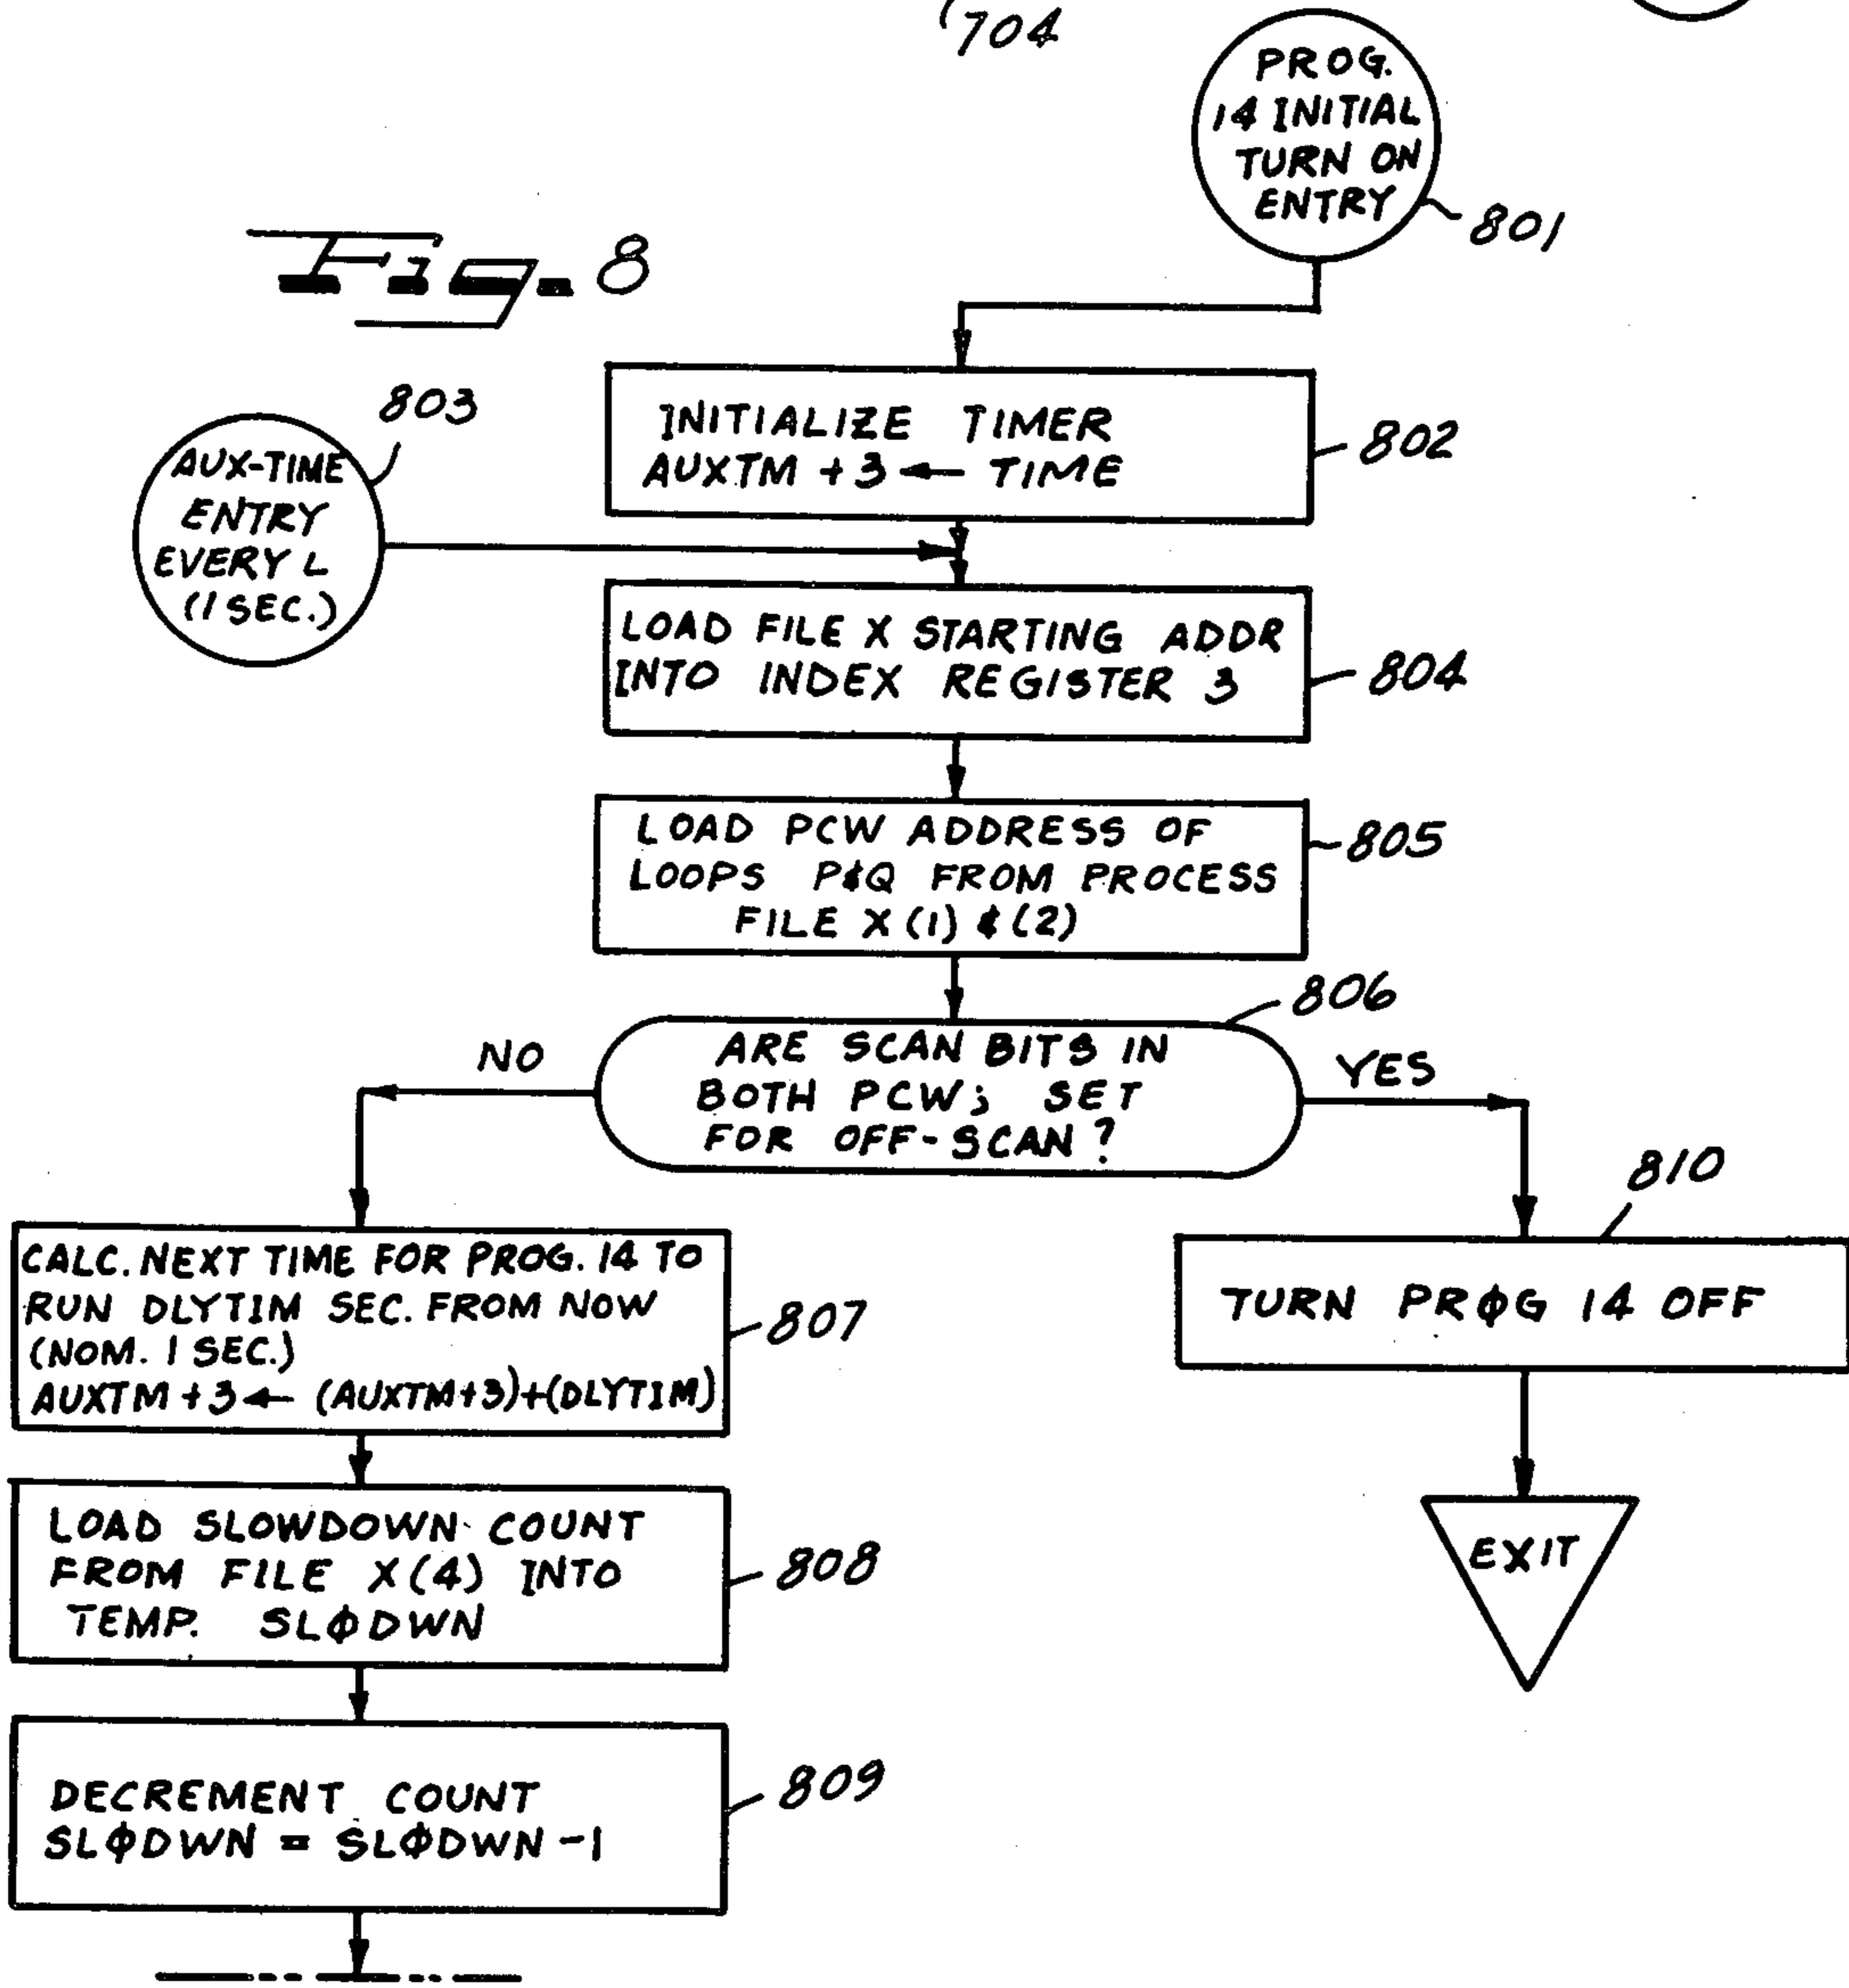 704
PROG.
14 INITIAL
TURN ON
ENTRY
801
Fig. 8
803
AUX-TIME
ENTRY
EVERY L
(1 SEC.)
INITIALIZE TIMER
AUXTM +3 ← TIME
802
LOAD FILE X STARTING ADDR
INTO INDEX REGISTER 3
804
LOAD PCW ADDRESS OF
LOOPS P&Q FROM PROCESS
FILE X (1) & (2)
805
806
ARE SCAN BITS IN
BOTH PCW; SET
FOR OFF-SCAN?
NO
YES
CALC. NEXT TIME FOR PROG. 14 TO
RUN DLYTIM SEC. FROM NOW
(NOM. 1 SEC.)
AUXTM +3 ← (AUXTM+3)+(DLYTIM)
807
810
TURN PRØG 14 OFF
EXIT
LOAD SLOWDOWN COUNT
FROM FILE X(4) INTO
TEMP. SLØDWN
808
DECREMENT COUNT
SLØDWN = SLØDWN -1
809